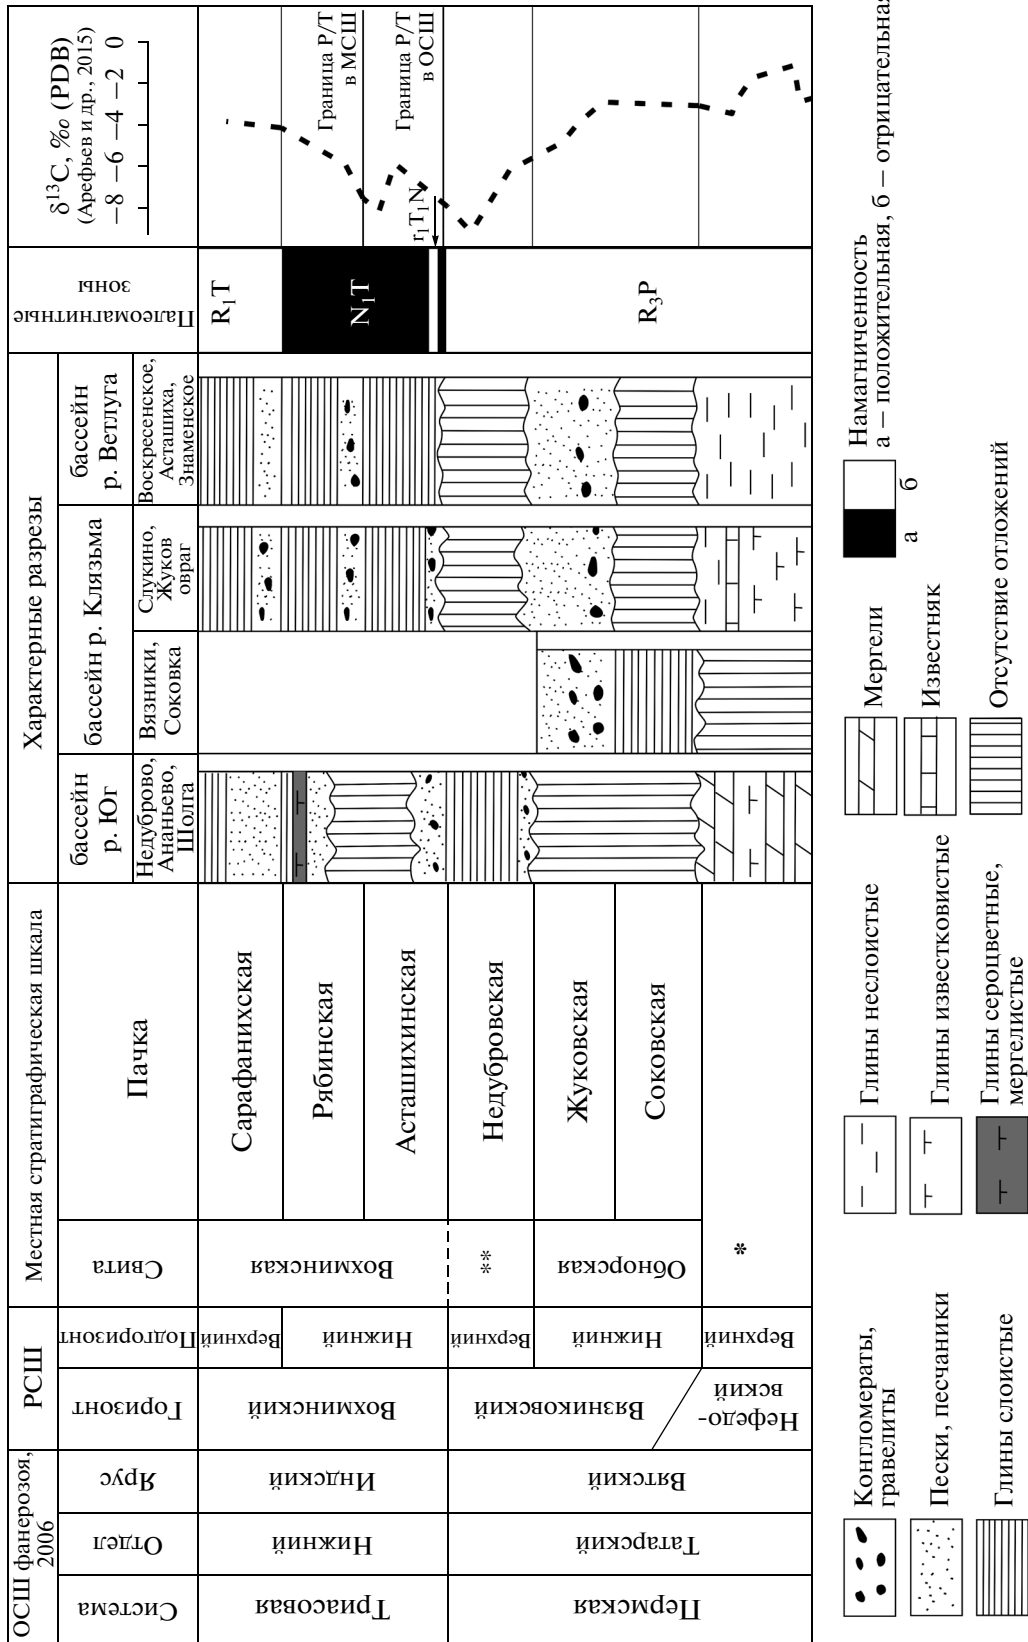 ОСШ фанерозоя,
2006
РСШ
Местная стратиграфическая шкала
Характерные разрезы
Палеомагнитные
зоны
δ¹³C, ‰ (PDB)
(Арефьев и др., 2015)
−8 −6 −4 −2 0
Система
Отдел
Ярус
Горизонт
Подгоризонт
Свита
Пачка
бассейн
р. Юг
бассейн р. Клязьма
бассейн
р. Ветлуга
Недуброво,
Ананьево,
Шолга
Вязники,
Соковка
Слукино,
Жуков
овраг
Воскресенское,
Асташиха,
Знаменское
Триасовая
Нижний
Индский
Вохминский
Верхний
Нижний
Вохминская
Сарафанихская
Рябинская
Асташихинская
R₁T
N₁T
r₁T₁N
Граница P/T
в МСШ
Граница P/T
в ОСШ
Пермская
Татарский
Вятский
Вязниковский
Нефедо-
вский
Верхний
Нижний
Верхний
**
Обнорская
*
Недубровская
Жуковская
Соковская
R₃P
Конгломераты,
гравелиты
Пески, песчаники
Глины слоистые
Глины неслоистые
Глины известковистые
Глины сероцветные,
мергелистые
Мергели
Известняк
Отсутствие отложений
а
б
Намагниченность
а – положительная, б – отрицательная